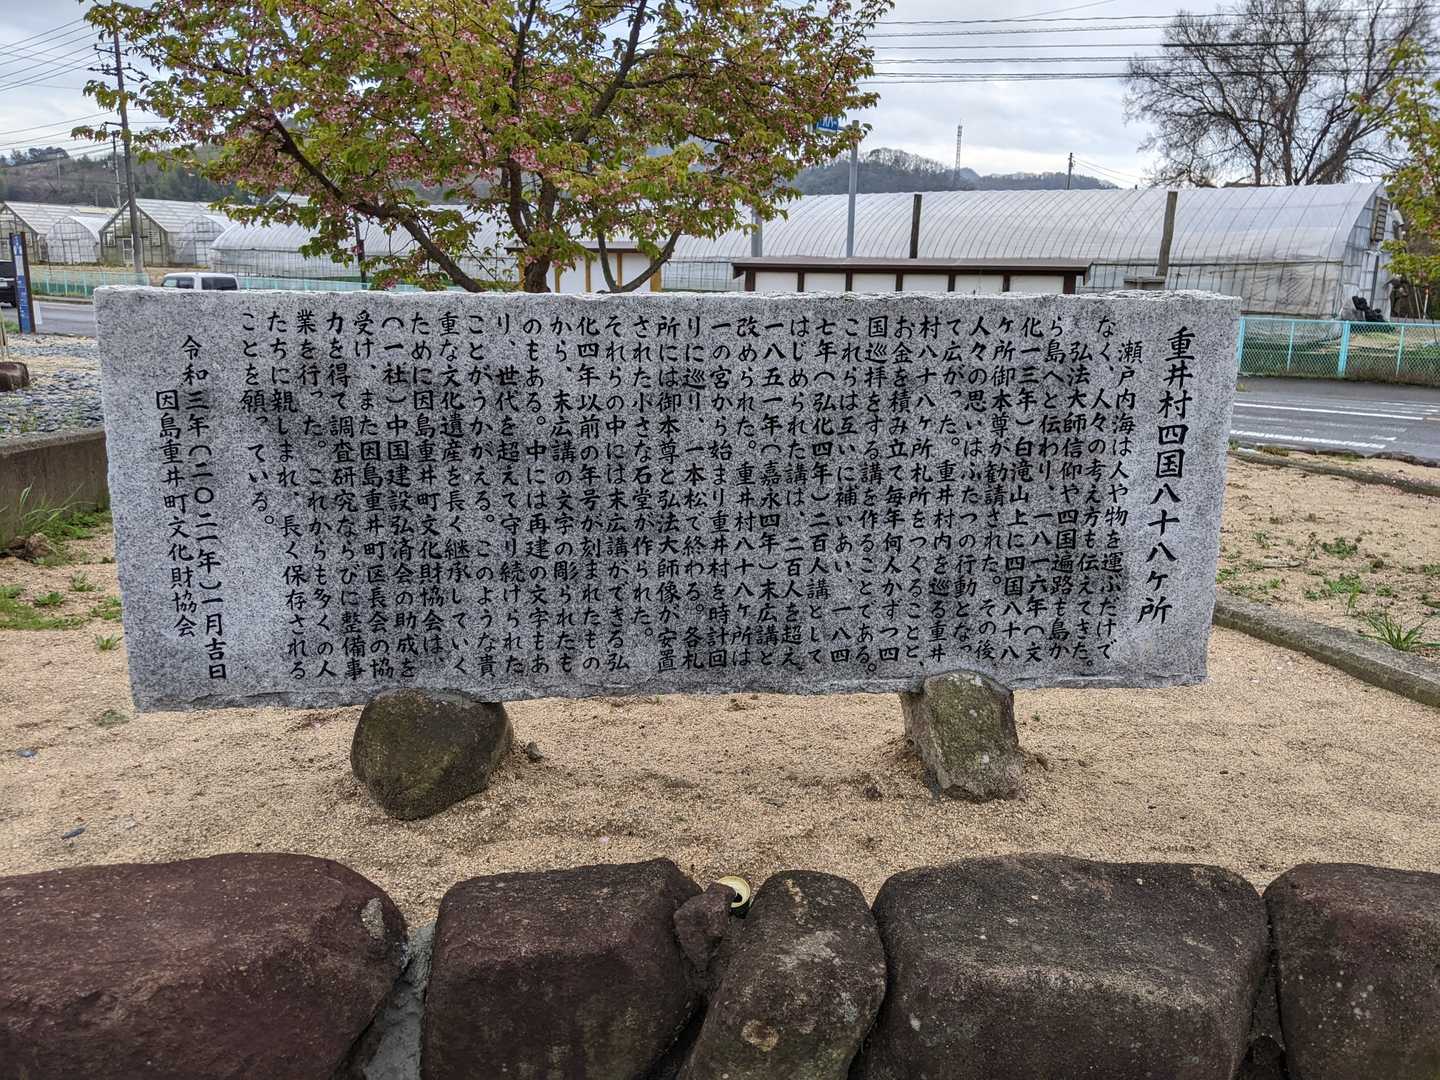 重井村四国八十八ヶ所
瀬戸内海は人や物を運ぶだけで
なく、人々の考え方も伝えてきた。
弘法大師信仰や四国遍路も島か
ら島へと伝わり、一八一六年(文
化一三年)白滝山上に四国八十八
ヶ所御本尊が勧請された。その後
人々の思いはふたつの行動となっ
て広がった。重井村内を巡る重井
村八十八ヶ所札所をつくることと、
お金を積み立て毎年何人かずつ四
国巡拝をする講を作ることである。
これらは互いに補いあい、一八四
七年(弘化四年)二百人講として
はじめられた講は、二百人を超え
一八五一年(嘉永四年)末広講と
改められた。重井村八十八ヶ所は
一の宮から始まり重井村を時計回
りに巡り、一本松で終わる。各札
所には御本尊と弘法大師像が安置
された小さな石堂が作られた。
それらの中には末広講ができる弘
化四年以前の年号が刻まれたもの
から、末広講の文字の彫られたも
のもある。中には再建の文字もあ
り、世代を超えて守り続けられた
ことがうかがえる。このような貴
重な文化遺産を長く継承していく
ために因島重井町文化財協会は、
(一社)中国建設弘済会の助成を
受け、また因島重井町区長会の協
力を得て調査研究ならびに整備事
業を行った。これからも多くの人
たちに親しまれ、長く保存される
ことを願っている。
令和三年(二〇二一年)一月吉日
因島重井町文化財協会